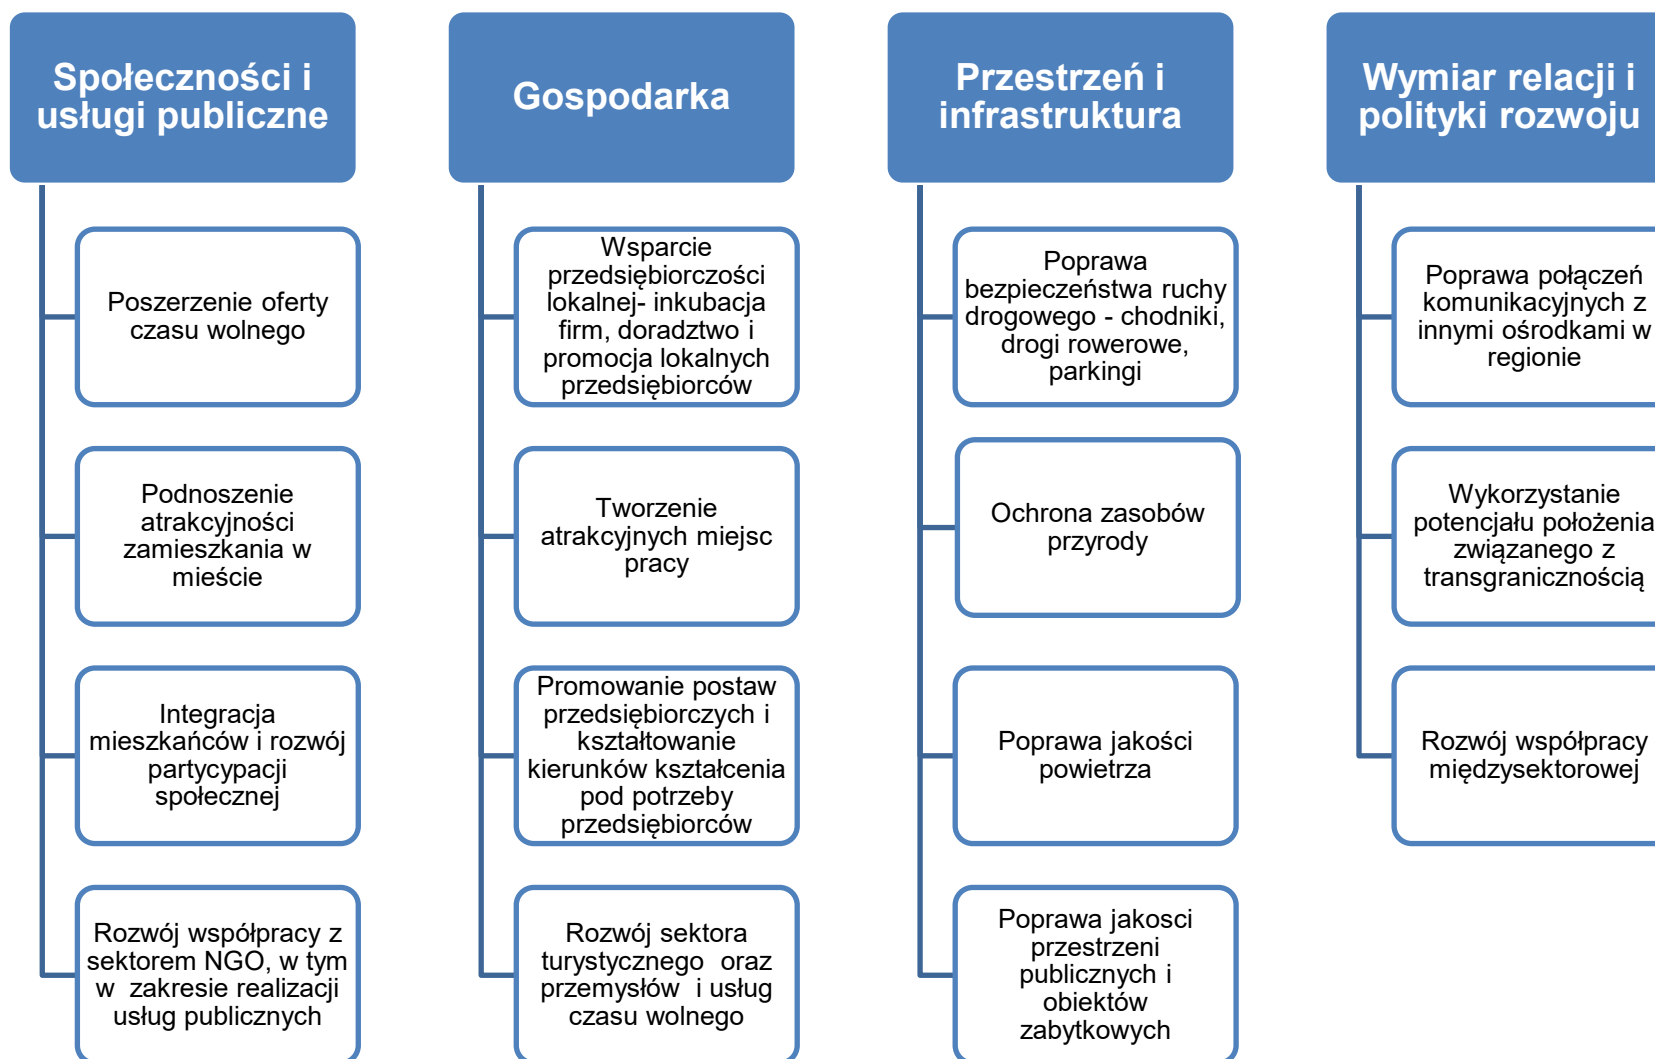 Społeczności i
usługi publiczne
Poszerzenie oferty
czasu wolnego
Podnoszenie
atrakcyjności
zamieszkania w
mieście
Integracja
mieszkańców i rozwój
partycypacji
społecznej
Rozwój współpracy z
sektorem NGO, w tym
w zakresie realizacji
usług publicznych
Gospodarka
Wsparcie
przedsiębiorczości
lokalnej- inkubacja
firm, doradztwo i
promocja lokalnych
przedsiębiorców
Tworzenie
atrakcyjnych miejsc
pracy
Promowanie postaw
przedsiębiorczych i
kształtowanie
kierunków kształcenia
pod potrzeby
przedsiębiorców
Rozwój sektora
turystycznego oraz
przemysłów i usług
czasu wolnego
Przestrzeń i
infrastruktura
Poprawa
bezpieczeństwa ruchy
drogowego - chodniki,
drogi rowerowe,
parkingi
Ochrona zasobów
przyrody
Poprawa jakości
powietrza
Poprawa jakosci
przestrzeni
publicznych i
obiektów
zabytkowych
Wymiar relacji i
polityki rozwoju
Poprawa połączeń
komunikacyjnych z
innymi ośrodkami w
regionie
Wykorzystanie
potencjału położenia
związanego z
transgranicznością
Rozwój współpracy
międzysektorowej